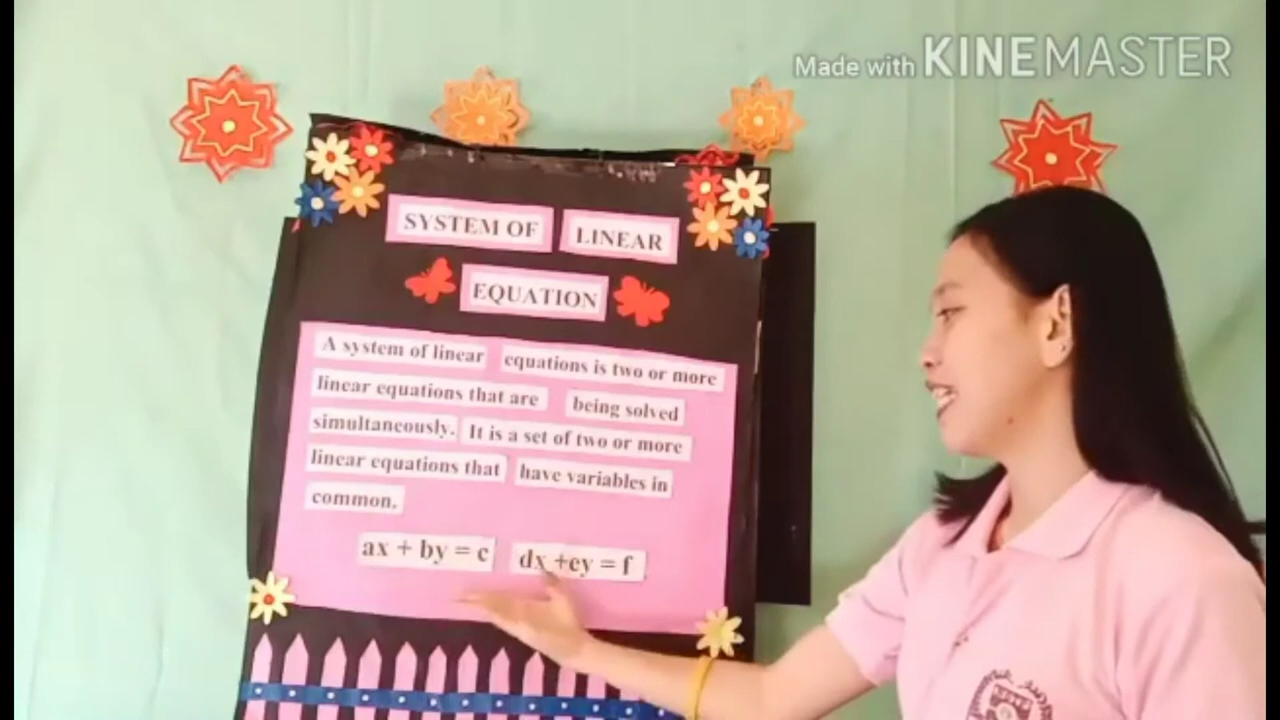 Made with KINEMASTER
SYSTEM OF LINEAR
EQUATION
A system of linear equations is two or more
linear equations that are being solved
simultaneously. It is a set of two or more
linear equations that have variables in
common.
ax + by = c dx +ey = f